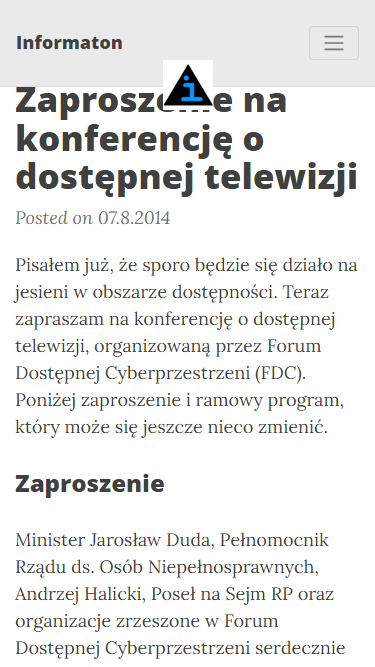 Informaton
Zaproszenie na
konferencję o
dostępnej telewizji
Posted on 07.8.2014
Pisałem już, że sporo będzie się działo na
jesieni w obszarze dostępności. Teraz
zapraszam na konferencję o dostępnej
telewizji, organizowaną przez Forum
Dostępnej Cyberprzestrzeni (FDC).
Poniżej zaproszenie i ramowy program,
który może się jeszcze nieco zmienić.
Zaproszenie
Minister Jarosław Duda, Pełnomocnik
Rządu ds. Osób Niepełnosprawnych,
Andrzej Halicki, Poseł na Sejm RP oraz
organizacje zrzeszone w Forum
Dostępnej Cyberprzestrzeni serdecznie